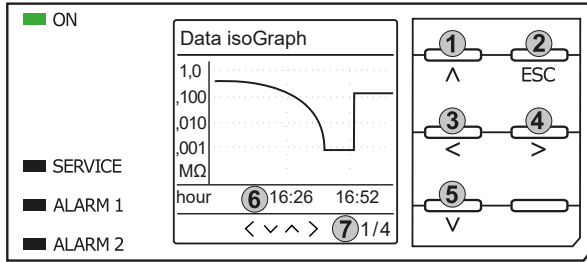 ON
SERVICE
ALARM 1
ALARM 2
Data isoGraph
1,0
,100
,010
,001
MΩ
hour 6 16:26 16:52
< ∨ ∧ > 7 1/4
1 2
∧ ESC
3 4
< >
5
∨